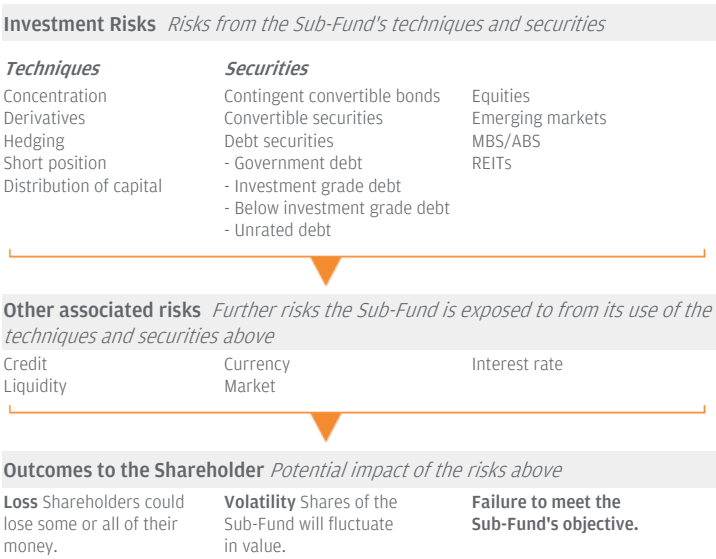 Investment Risks Risks from the Sub-Fund's techniques and securities
Techniques
Concentration
Derivatives
Hedging
Short position
Distribution of capital
Securities
Contingent convertible bonds
Convertible securities
Debt securities
- Government debt
- Investment grade debt
- Below investment grade debt
- Unrated debt
Equities
Emerging markets
MBS/ABS
REITs
Other associated risks Further risks the Sub-Fund is exposed to from its use of the
techniques and securities above
Credit
Liquidity
Currency
Market
Interest rate
Outcomes to the Shareholder Potential impact of the risks above
Loss Shareholders could
lose some or all of their
money.
Volatility Shares of the
Sub-Fund will fluctuate
in value.
Failure to meet the
Sub-Fund's objective.